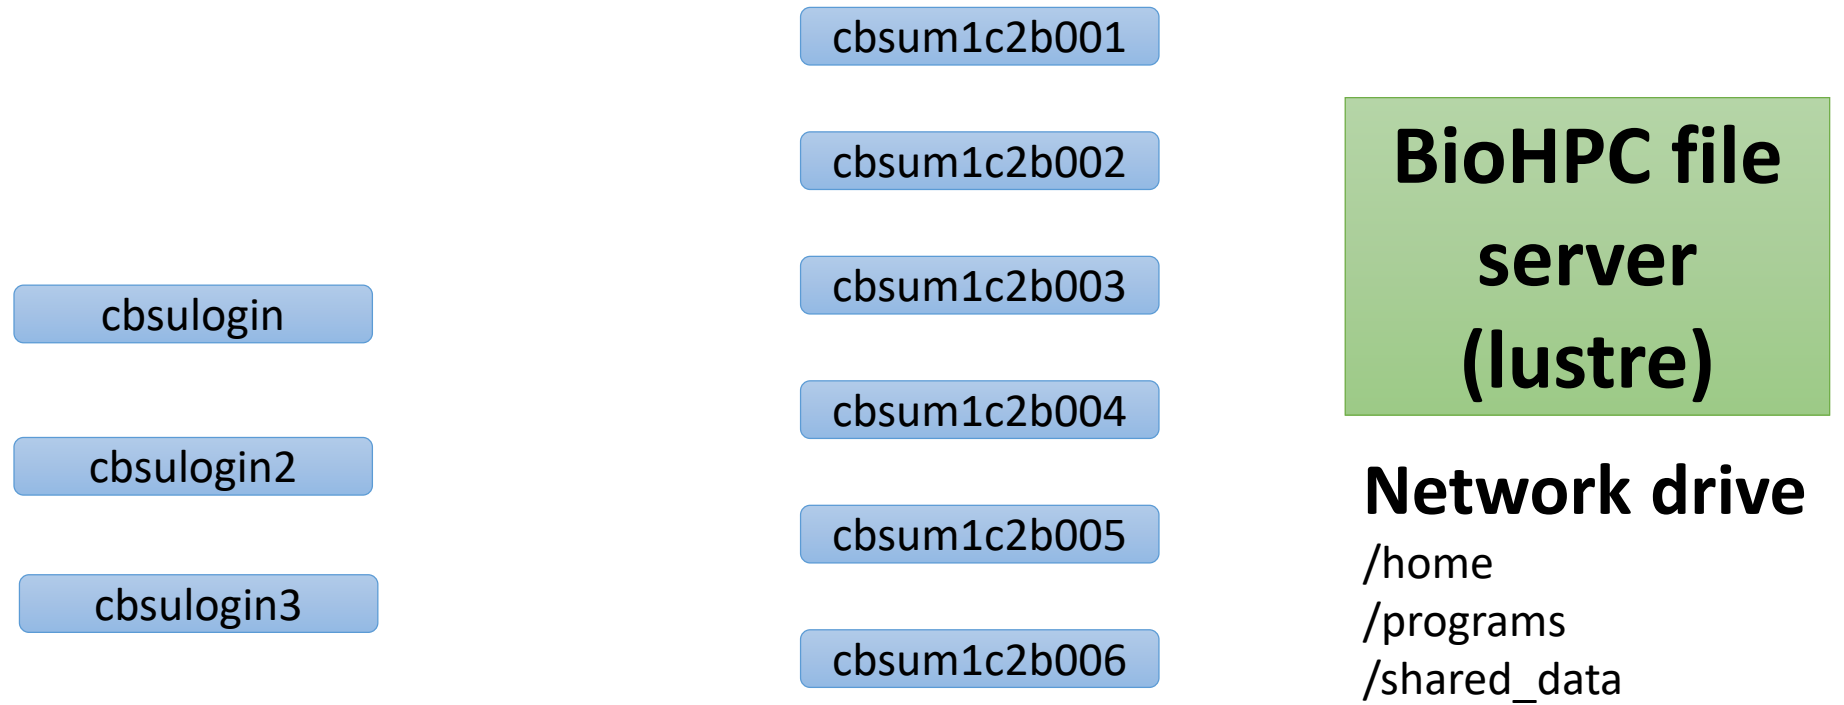 cbsulogin
cbsulogin2
cbsulogin3
cbsum1c2b001
cbsum1c2b002
cbsum1c2b003
cbsum1c2b004
cbsum1c2b005
cbsum1c2b006
BioHPC file
server
(lustre)
Network drive
/home
/programs
/shared_data